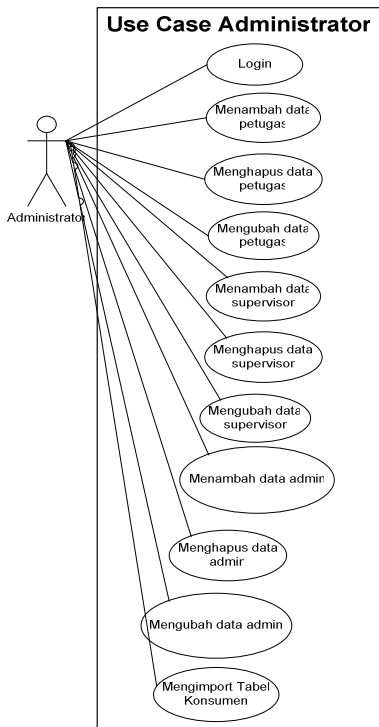 Use Case Administrator
Login
Menambah data
petugas
Menghapus data
petugas
Administrator
Mengubah data
petugas
Menambah data
supervisor
Menghapus data
supervisor
Mengubah data
supervisor
Menambah data admin
Menghapus data
admin
Mengubah data admin
Mengimport Tabel
Konsumen